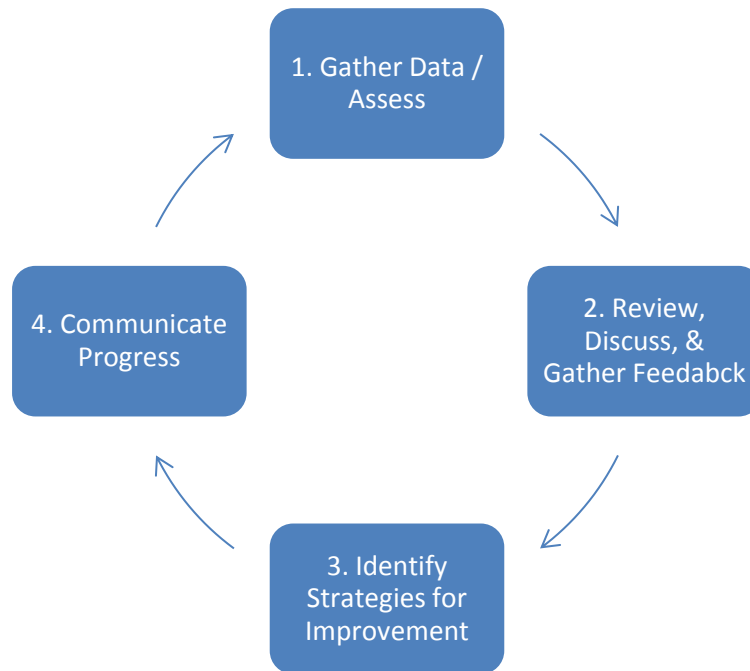 1. Gather Data /
Assess
2. Review,
Discuss, &
Gather Feedabck
3. Identify
Strategies for
Improvement
4. Communicate
Progress